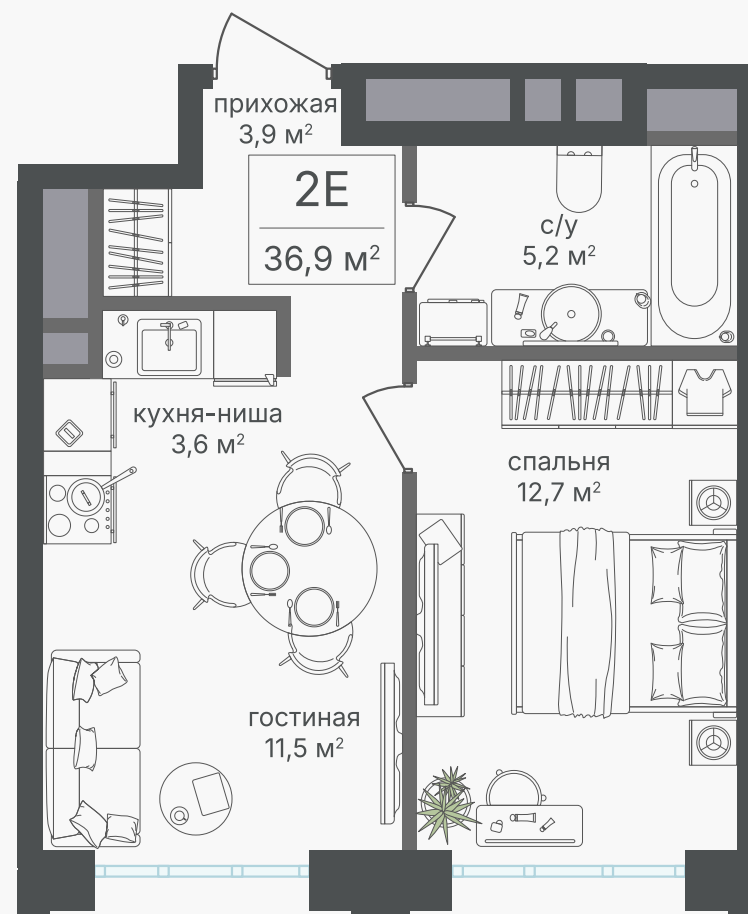 прихожая
3,9 м²
2E
36,9 м²
с/у
5,2 м²
кухня-ниша
3,6 м²
спальня
12,7 м²
гостиная
11,5 м²